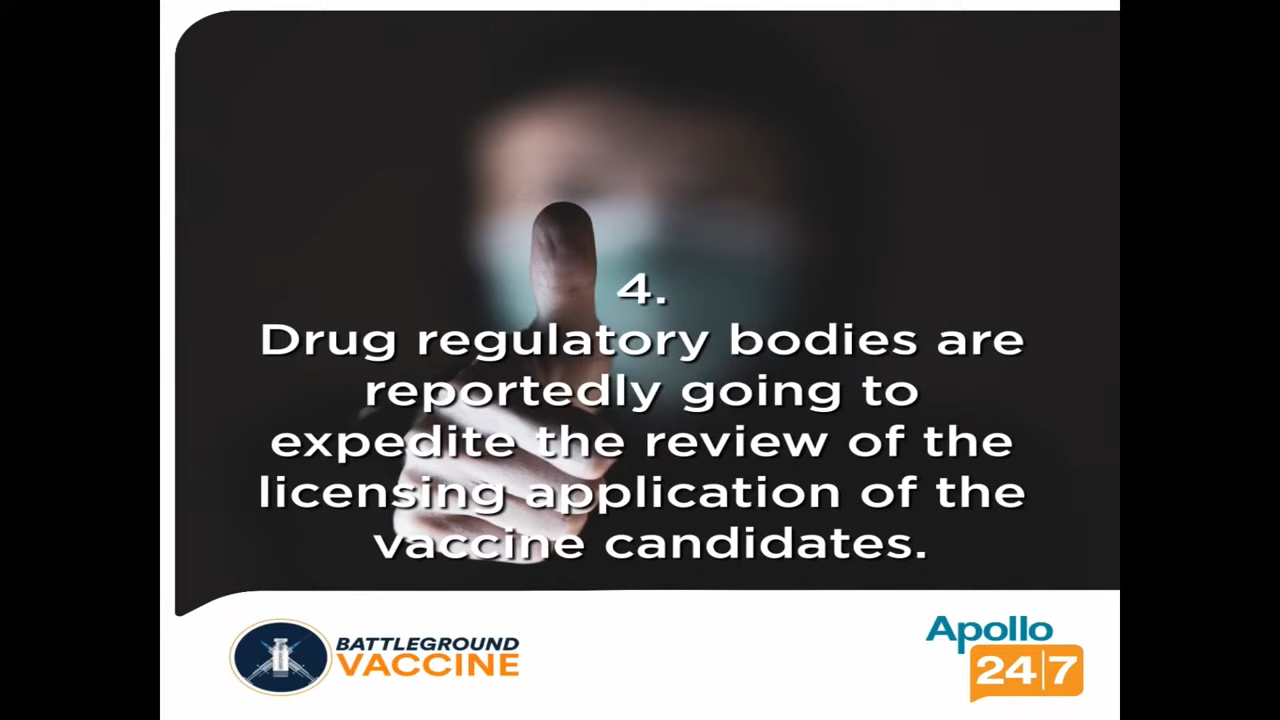 4.
Drug regulatory bodies are
reportedly going to
expedite the review of the
licensing application of the
vaccine candidates.
BATTLEGROUND
VACCINE
Apollo
24|7